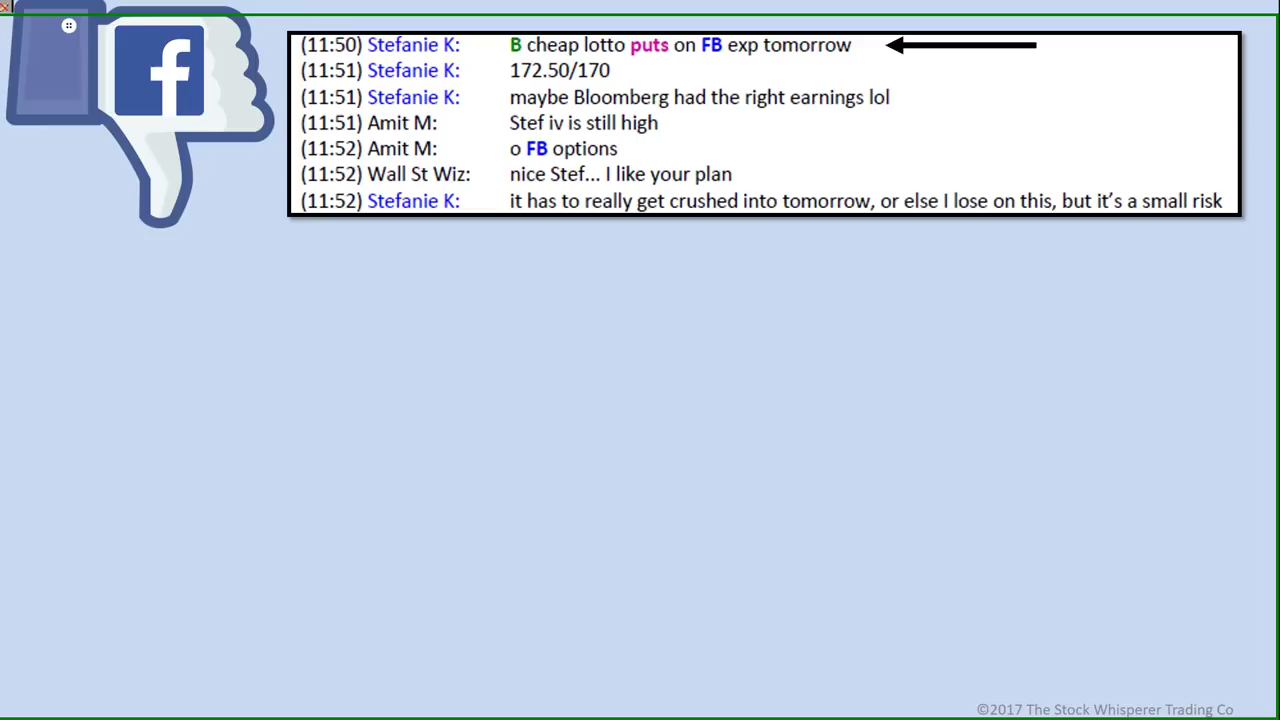 (11:50) Stefanie K: B cheap lotto puts on FB exp tomorrow
(11:51) Stefanie K: 172.50/170
(11:51) Stefanie K: maybe Bloomberg had the right earnings lol
(11:51) Amit M: Stef iv is still high
(11:52) Amit M: o FB options
(11:52) Wall St Wiz: nice Stef... I like your plan
(11:52) Stefanie K: it has to really get crushed into tomorrow, or else I lose on this, but it’s a small risk
©2017 The Stock Whisperer Trading Co